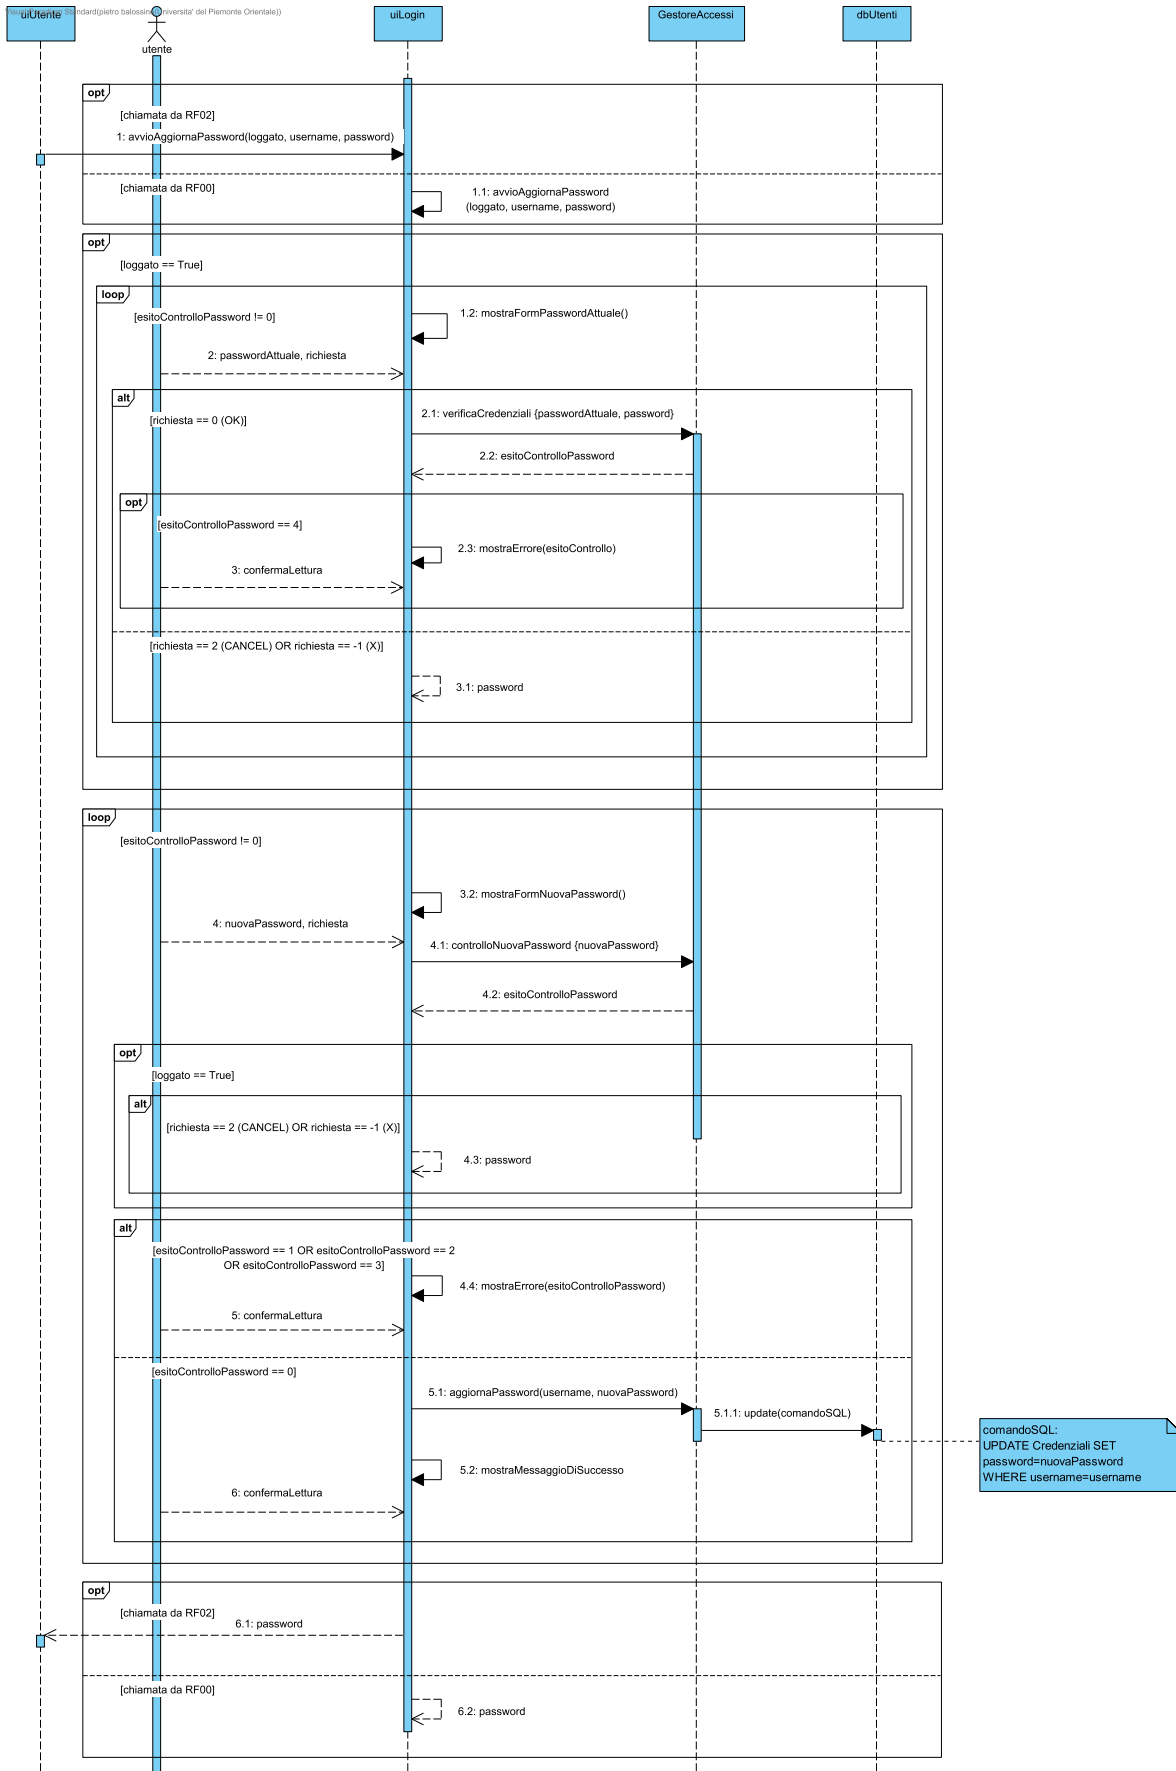 (pietro balossino Universita' del Piemonte Orientale))
uiUtente
utente
uiLogin
GestoreAccessi
dbUtenti
opt
[chiamata da RF02]
1: avvioAggiornaPassword(loggato, username, password)
[chiamata da RF00]
1.1: avvioAggiornaPassword
(loggato, username, password)
opt
[loggato == True]
loop
[esitoControlloPassword != 0]
1.2: mostraFormPasswordAttuale()
2: passwordAttuale, richiesta
alt
[richiesta == 0 (OK)]
2.1: verificaCredenziali {passwordAttuale, password}
2.2: esitoControlloPassword
opt
[esitoControlloPassword == 4]
2.3: mostraErrore(esitoControllo)
3: confermaLettura
[richiesta == 2 (CANCEL) OR richiesta == -1 (X)]
3.1: password
loop
[esitoControlloPassword != 0]
3.2: mostraFormNuovaPassword()
4: nuovaPassword, richiesta
4.1: controlloNuovaPassword {nuovaPassword}
4.2: esitoControlloPassword
opt
[loggato == True]
alt
[richiesta == 2 (CANCEL) OR richiesta == -1 (X)]
4.3: password
alt
[esitoControlloPassword == 1 OR esitoControlloPassword == 2
OR esitoControlloPassword == 3]
4.4: mostraErrore(esitoControlloPassword)
5: confermaLettura
[esitoControlloPassword == 0]
5.1: aggiornaPassword(username, nuovaPassword)
5.1.1: update(comandoSQL)
comandoSQL:
UPDATE Credenziali SET
password=nuovaPassword
WHERE username=username
5.2: mostraMessaggioDiSuccesso
6: confermaLettura
opt
[chiamata da RF02]
6.1: password
[chiamata da RF00]
6.2: password